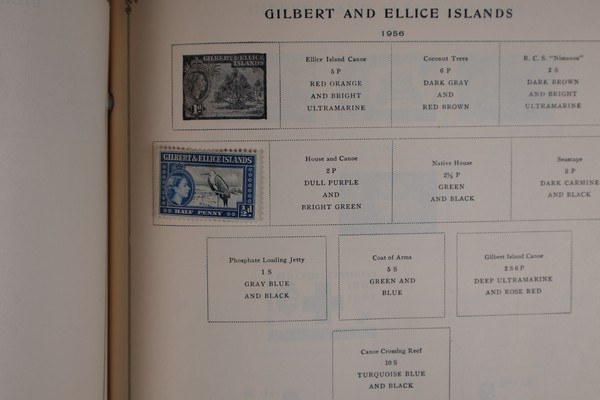 GILBERT AND ELLICE ISLANDS
1956
GILBERT & ELLICE
ISLANDS
1d
Ellice Island Canoe
5 P
RED ORANGE
AND BRIGHT
ULTRAMARINE
Coconut Trees
6 P
DARK GRAY
AND
RED BROWN
R. C. S. "Nimanoa"
2 S
DARK BROWN
AND BRIGHT
ULTRAMARINE
GILBERT & ELLICE ISLANDS
HALF PENNY
½d
House and Canoe
2 P
DULL PURPLE
AND
BRIGHT GREEN
Native House
2½ P
GREEN
AND BLACK
Seascape
3 P
DARK CARMINE
AND BLACK
Phosphate Loading Jetty
1 S
GRAY BLUE
AND BLACK
Coat of Arms
5 S
GREEN AND
BLUE
Gilbert Island Canoe
2 S 6 P
DEEP ULTRAMARINE
AND ROSE RED
Canoe Crossing Reef
10 S
TURQUOISE BLUE
AND BLACK